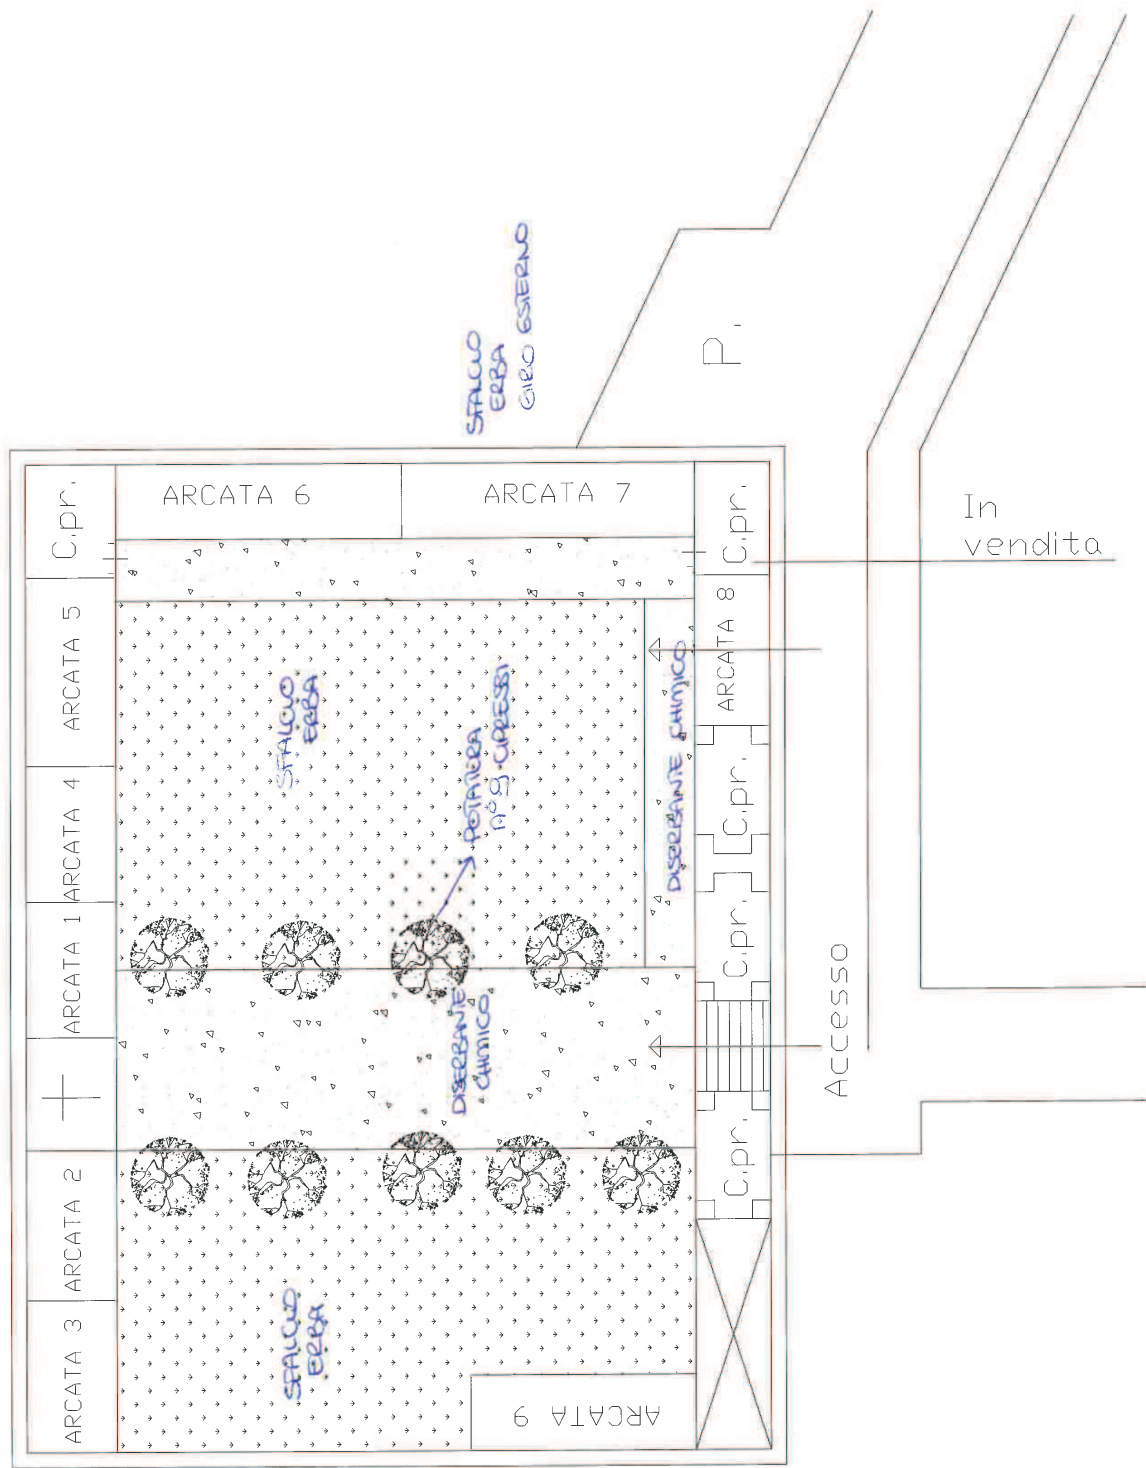 SFALCIO
ERBA
GIRO ESTERNO
P.
In
vendita
C.pr.
ARCATA 6
ARCATA 7
C.pr.
ARCATA 5
ARCATA 8
SFALCIO
ERBA
POTATURA
N° 9 CIPRESSI
DISERBANTE CHIMICO
ARCATA 4
C.pr.
ARCATA 1
C.pr.
DISERBANTE
CHIMICO
Accesso
ARCATA 2
C.pr.
ARCATA 3
SFALCIO
ERBA
ARCATA 9